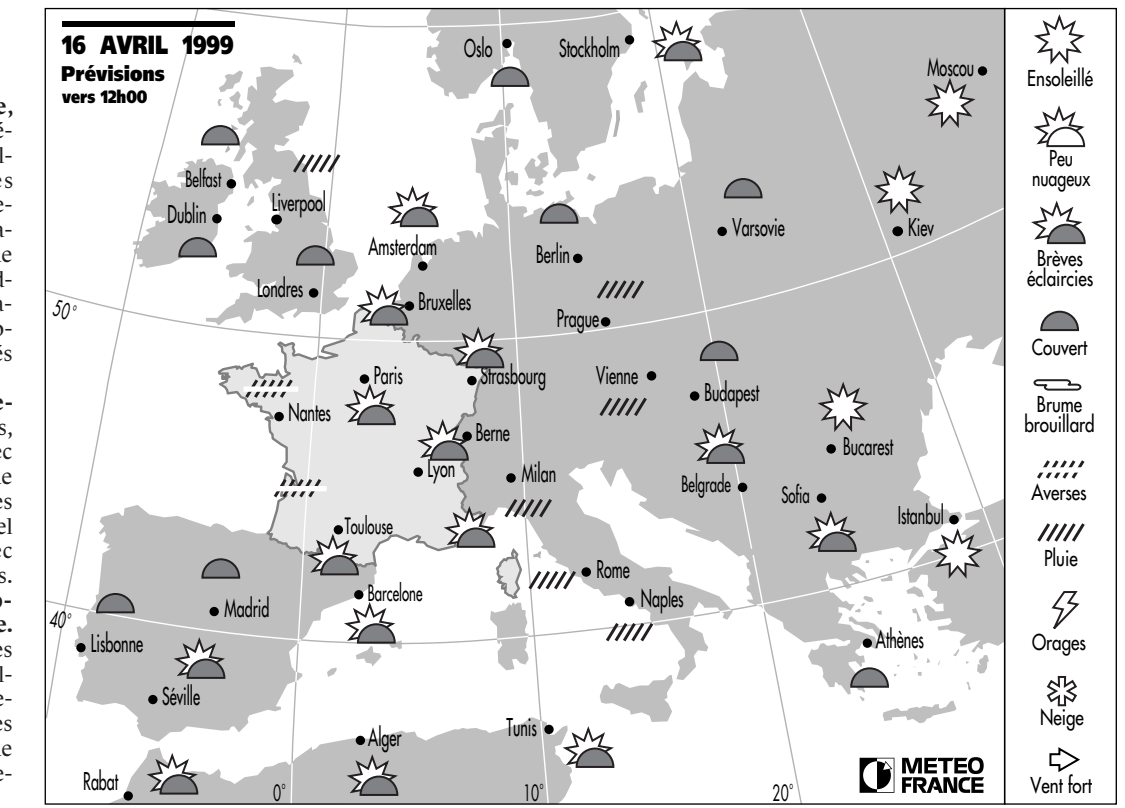 16 AVRIL 1999
Prévisions
vers 12h00
Oslo
Stockholm
Moscou
Belfast
Dublin
Liverpool
Amsterdam
Berlin
Varsovie
Kiev
Londres
Bruxelles
Prague
50°
Paris
Strasbourg
Vienne
Budapest
Nantes
Berne
Bucarest
Lyon
Milan
Belgrade
Sofia
Istanbul
Toulouse
Rome
Barcelone
Naples
Madrid
40°
Lisbonne
Athènes
Séville
Tunis
Alger
Rabat
0°
10°
20°
METEO
FRANCE
Ensoleillé
Peu
nuageux
Brèves
éclaircies
Couvert
Brume
brouillard
Averses
Pluie
Orages
Neige
Vent fort